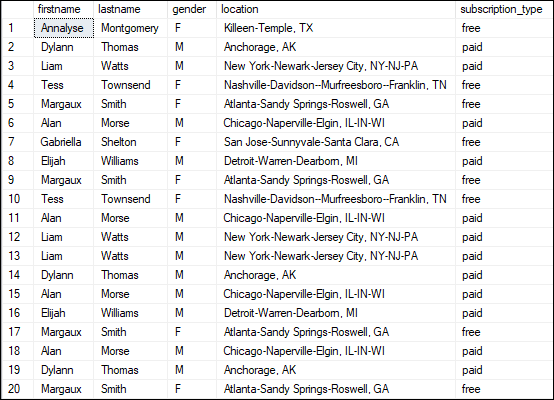 firstname lastname gender location subscription_type
1 Annalyse Montgomery F Killeen-Temple, TX free
2 Dylann Thomas M Anchorage, AK paid
3 Liam Watts M New York-Newark-Jersey City, NY-NJ-PA paid
4 Tess Townsend F Nashville-Davidson--Murfreesboro--Franklin, TN free
5 Margaux Smith F Atlanta-Sandy Springs-Roswell, GA free
6 Alan Morse M Chicago-Naperville-Elgin, IL-IN-WI paid
7 Gabriella Shelton F San Jose-Sunnyvale-Santa Clara, CA free
8 Elijah Williams M Detroit-Warren-Dearborn, MI paid
9 Margaux Smith F Atlanta-Sandy Springs-Roswell, GA free
10 Tess Townsend F Nashville-Davidson--Murfreesboro--Franklin, TN free
11 Alan Morse M Chicago-Naperville-Elgin, IL-IN-WI paid
12 Liam Watts M New York-Newark-Jersey City, NY-NJ-PA paid
13 Liam Watts M New York-Newark-Jersey City, NY-NJ-PA paid
14 Dylann Thomas M Anchorage, AK paid
15 Alan Morse M Chicago-Naperville-Elgin, IL-IN-WI paid
16 Elijah Williams M Detroit-Warren-Dearborn, MI paid
17 Margaux Smith F Atlanta-Sandy Springs-Roswell, GA free
18 Alan Morse M Chicago-Naperville-Elgin, IL-IN-WI paid
19 Dylann Thomas M Anchorage, AK paid
20 Margaux Smith F Atlanta-Sandy Springs-Roswell, GA free